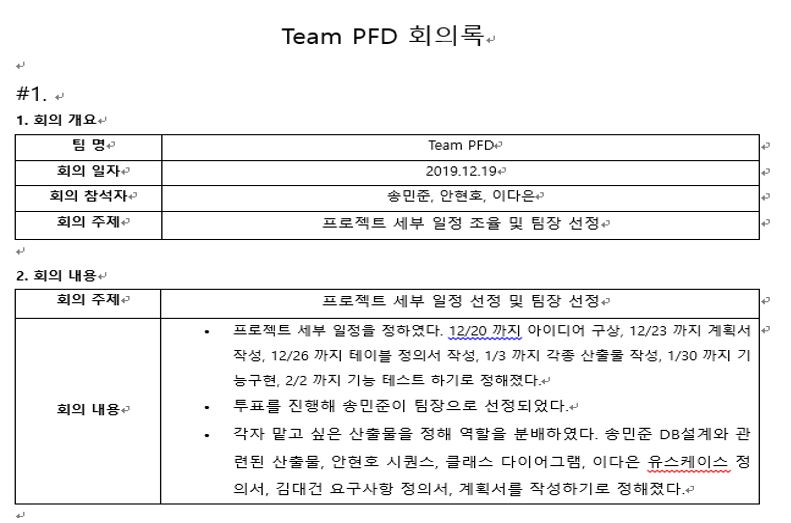 Team PFD 회의록
#1.
1. 회의 개요
팀 명 Team PFD
회의 일자 2019.12.19
회의 참석자 송민준, 안현호, 이다은
회의 주제 프로젝트 세부 일정 조율 및 팀장 선정
2. 회의 내용
회의 주제 프로젝트 세부 일정 선정 및 팀장 선정
회의 내용
• 프로젝트 세부 일정을 정하였다. 12/20 까지 아이디어 구상, 12/23 까지 계획서
작성, 12/26 까지 테이블 정의서 작성, 1/3 까지 각종 산출물 작성, 1/30 까지 기
능구현, 2/2 까지 기능 테스트 하기로 정해졌다.
• 투표를 진행해 송민준이 팀장으로 선정되었다.
• 각자 맡고 싶은 산출물을 정해 역할을 분배하였다. 송민준 DB설계와 관
련된 산출물, 안현호 시퀀스, 클래스 다이어그램, 이다은 유스케이스 정
의서, 김대건 요구사항 정의서, 계획서를 작성하기로 정해졌다.